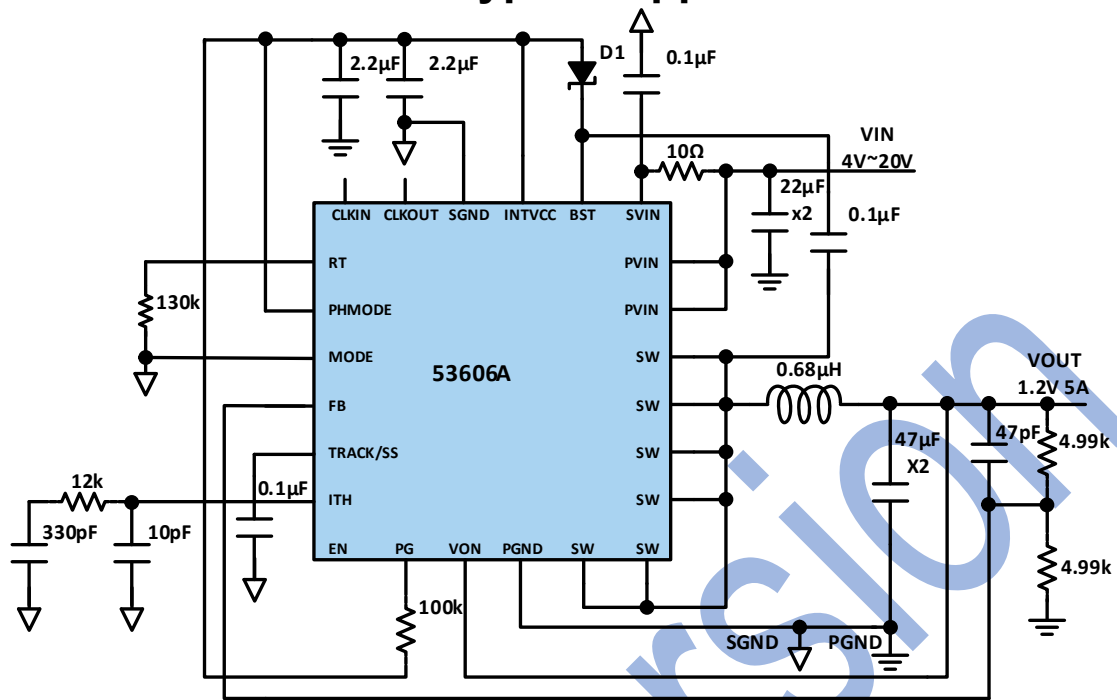 D1
0.1µF
2.2µF
2.2µF
VIN
4V~20V
10Ω
22µF
x2
0.1µF
CLKIN
CLKOUT
SGND
INTVCC
BST
SVIN
RT
PVIN
130k
PHMODE
PVIN
MODE
SW
53606A
0.68µH
VOUT
1.2V 5A
FB
SW
47µF
X2
47pF
4.99k
TRACK/SS
SW
12k
0.1µF
ITH
SW
330pF
10pF
EN
PG
VON
PGND
SW
SW
4.99k
100k
SGND
PGND